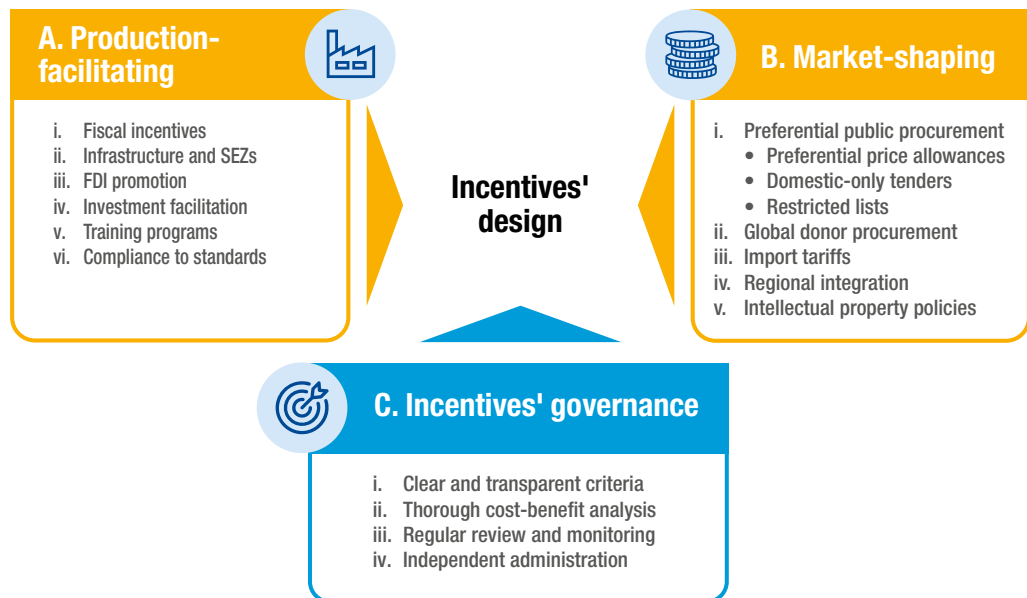 A. Production-
facilitating
i. Fiscal incentives
ii. Infrastructure and SEZs
iii. FDI promotion
iv. Investment facilitation
v. Training programs
vi. Compliance to standards
Incentives'
design
B. Market-shaping
i. Preferential public procurement
• Preferential price allowances
• Domestic-only tenders
• Restricted lists
ii. Global donor procurement
iii. Import tariffs
iv. Regional integration
v. Intellectual property policies
C. Incentives' governance
i. Clear and transparent criteria
ii. Thorough cost-benefit analysis
iii. Regular review and monitoring
iv. Independent administration